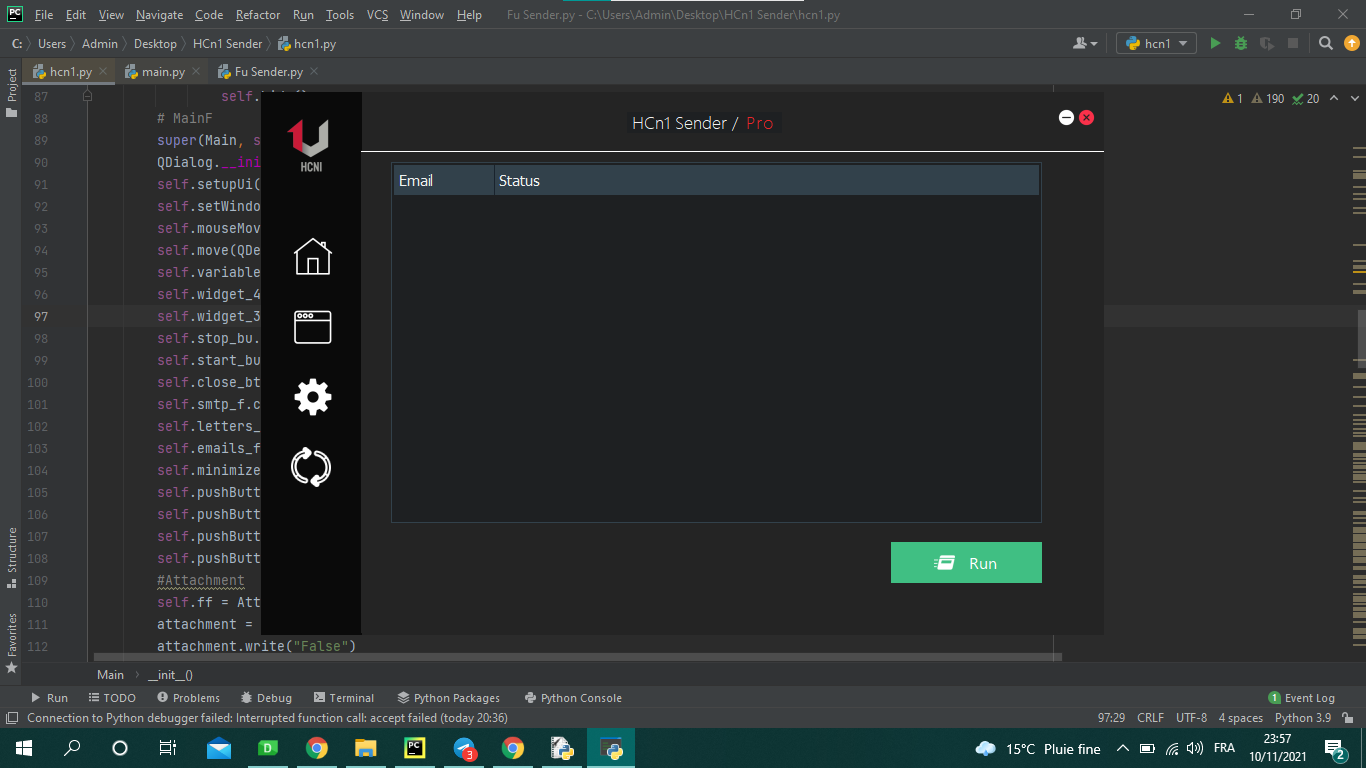 PC File Edit View Navigate Code Refactor Run Tools VCS Window Help Fu Sender.py - C:\Users\Admin\Desktop\HCn1 Sender\hcn1.py
C: Users Admin Desktop HCn1 Sender hcn1.py hcn1
hcn1.py main.py Fu Sender.py
Project
Structure
Favorites
1 190 20
87 self.
88 # MainF
89 super(Main, s
90 QDialog.__ini
91 self.setupUi(
92 self.setWindo
93 self.mouseMov
94 self.move(QDe
95 self.variable
96 self.widget_4
97 self.widget_3
98 self.stop_bu.
99 self.start_bu
100 self.close_bt
101 self.smtp_f.c
102 self.letters_
103 self.emails_f
104 self.minimize
105 self.pushButt
106 self.pushButt
107 self.pushButt
108 self.pushButt
109 #Attachment
110 self.ff = Att
111 attachment =
112 attachment.write("False")
HCNI
HCn1 Sender / Pro
Email Status
Run
Main __init__()
Run TODO Problems Debug Terminal Python Packages Python Console 1 Event Log
Connection to Python debugger failed: Interrupted function call: accept failed (today 20:36) 97:29 CRLF UTF-8 4 spaces Python 3.9
D PC 3 15°C Pluie fine FRA 23:57
10/11/2021 2